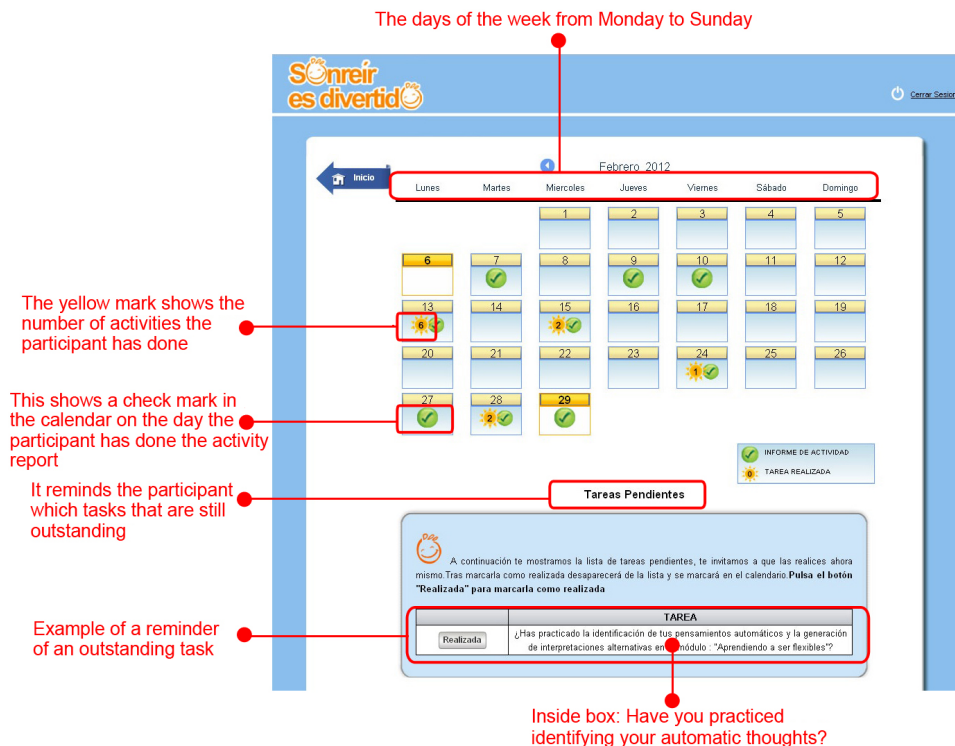 The days of the week from Monday to Sunday
Sonreír
es divertido
Cerrar Sesion
Inicio
Febrero 2012
Lunes Martes Miercoles Jueves Viernes Sábado Domingo
1 2 3 4 5
6 7 8 9 10 11 12
The yellow mark shows the
number of activities the
participant has done
13 14 15 16 17 18 19
6 2
20 21 22 23 24 25 26
1
This shows a check mark in
the calendar on the day the
participant has done the activity
report
27 28 29
2
INFORME DE ACTIVIDAD
0 TAREA REALIZADA
It reminds the participant
which tasks that are still
outstanding
Tareas Pendientes
A continuación te mostramos la lista de tareas pendientes, te invitamos a que las realices ahora
mismo.Tras marcarla como realizada desaparecerá de la lista y se marcará en el calendario.Pulsa el botón
"Realizada" para marcarla como realizada
Example of a reminder
of an outstanding task
TAREA
Realizada
¿Has practicado la identificación de tus pensamientos automáticos y la generación
de interpretaciones alternativas en módulo : "Aprendiendo a ser flexibles"?
Inside box: Have you practiced
identifying your automatic thoughts?